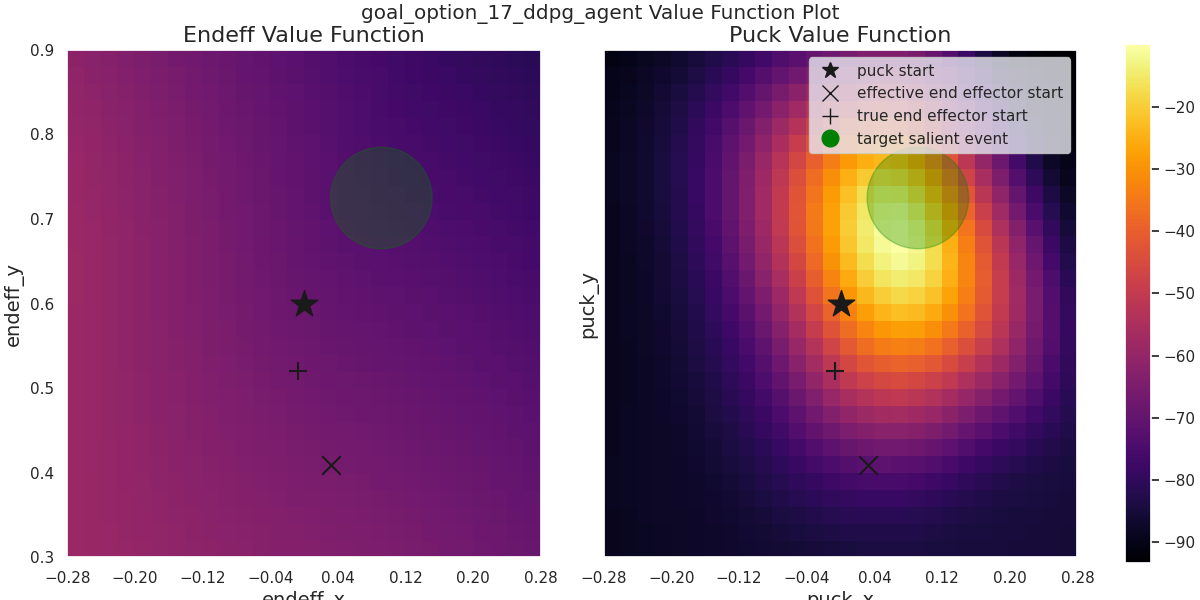 goal_option_17_ddpg_agent Value Function Plot
Endeff Value Function
Puck Value Function
puck start
effective end effector start
true end effector start
target salient event
endeff_y
0.9
0.8
0.7
0.6
0.5
0.4
0.3
−0.28 −0.20 −0.12 −0.04 0.04 0.12 0.20 0.28
endeff_x
puck_y
−0.28 −0.20 −0.12 −0.04 0.04 0.12 0.20 0.28
puck_x
−20
−30
−40
−50
−60
−70
−80
−90